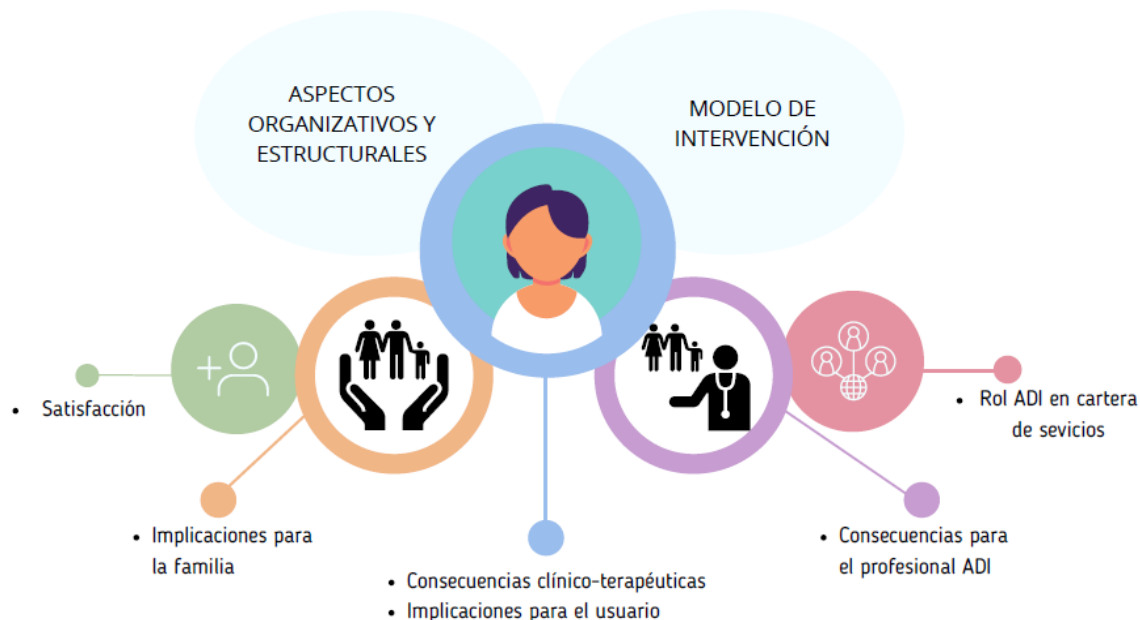 ASPECTOS
ORGANIZATIVOS Y
ESTRUCTURALES
MODELO DE
INTERVENCIÓN
• Satisfacción
• Implicaciones para
la familia
• Consecuencias clínico-terapéuticas
• Implicaciones para el usuario
• Consecuencias para
el profesional ADI
• Rol ADI en cartera
de sevicios